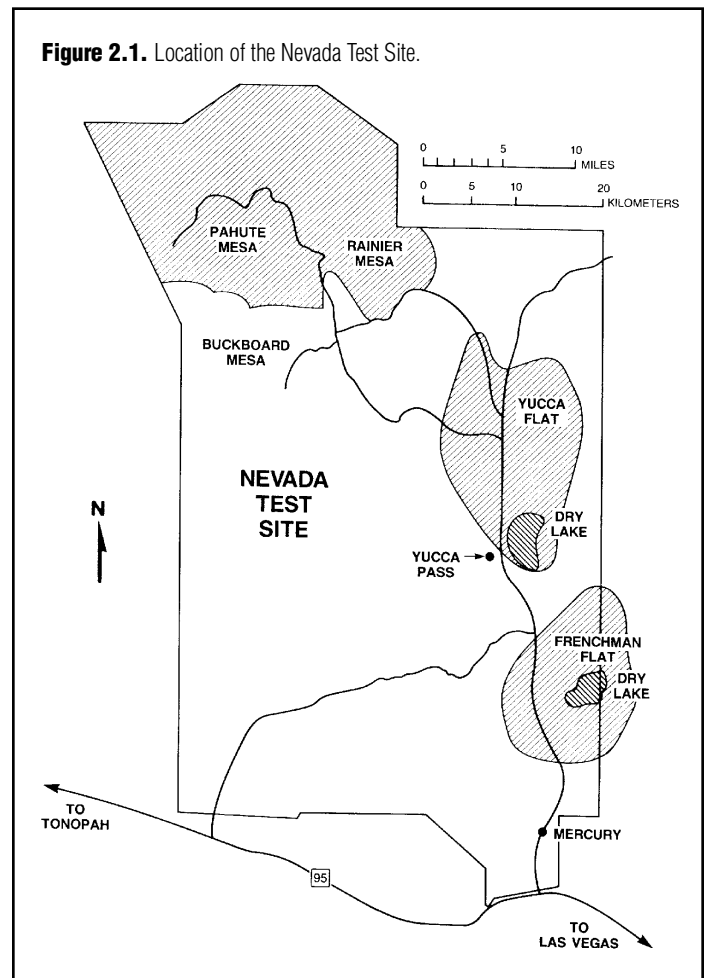 Figure 2.1. Location of the Nevada Test Site.
0 5 10
MILES
0 5 10 20
KILOMETERS
PAHUTE
MESA
RAINIER
MESA
BUCKBOARD
MESA
YUCCA
FLAT
NEVADA
TEST
SITE
N
DRY
LAKE
YUCCA
PASS
FRENCHMAN
FLAT
DRY
LAKE
TO
TONOPAH
MERCURY
95
TO
LAS VEGAS